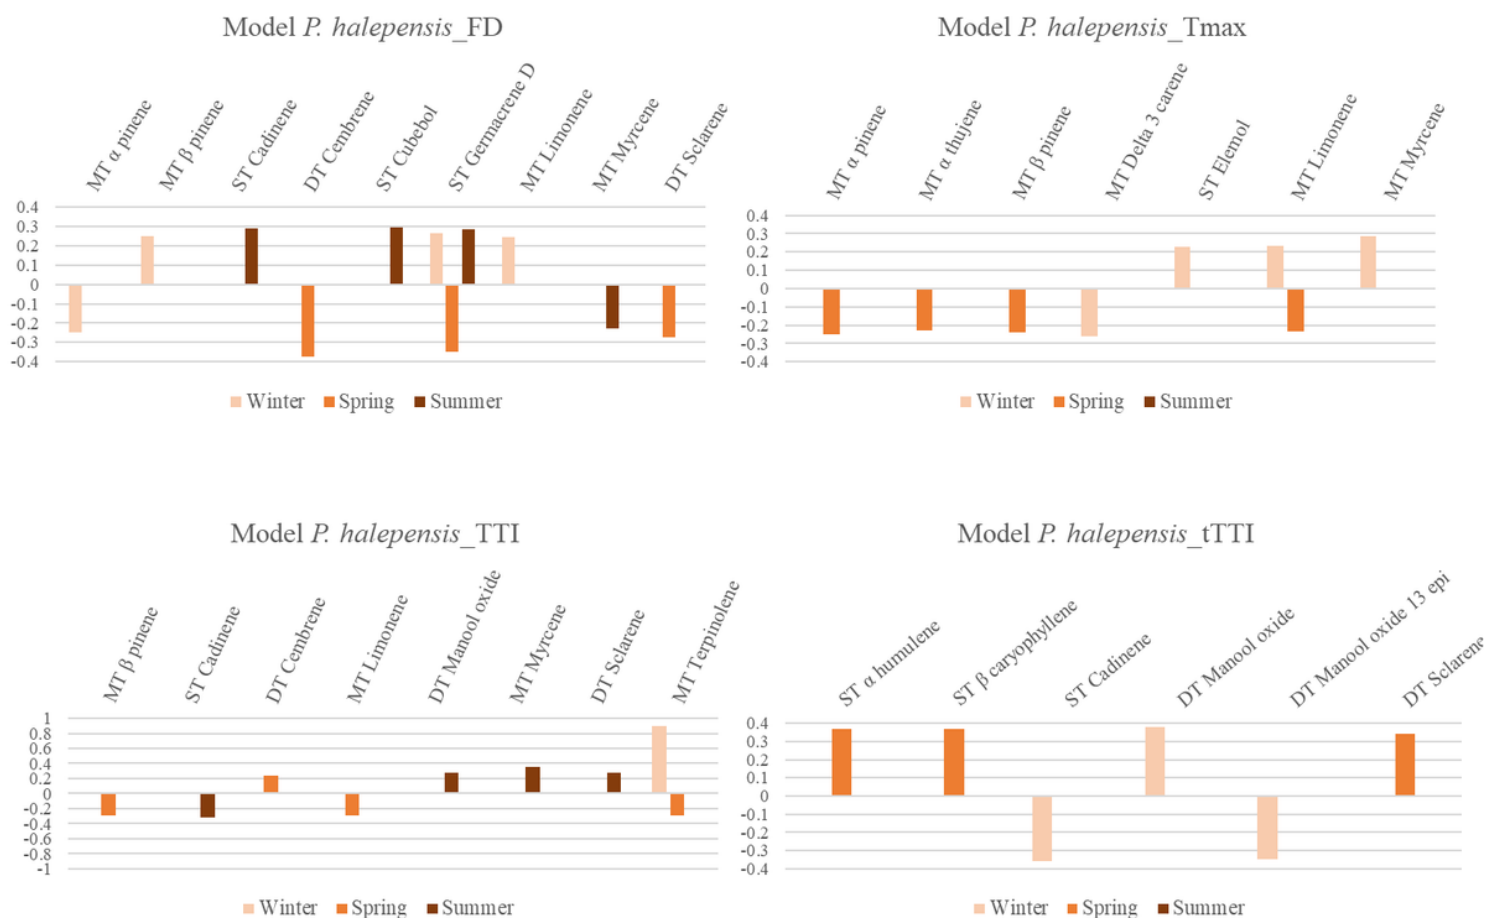 Model P. halepensis_FD
MT α pinene
MT β pinene
ST Cadinene
DT Cembrene
ST Cubebol
ST Germacrene D
MT Limonene
MT Myrcene
DT Sclarene
0.4
0.3
0.2
0.1
0
-0.1
-0.2
-0.3
-0.4
Winter Spring Summer
Model P. halepensis_Tmax
MT α pinene
MT α thujene
MT β pinene
MT Delta 3 carene
ST Elemol
MT Limonene
MT Myrcene
0.4
0.3
0.2
0.1
0
-0.1
-0.2
-0.3
-0.4
Winter Spring Summer
Model P. halepensis_TTI
MT β pinene
ST Cadinene
DT Cembrene
MT Limonene
DT Manool oxide
MT Myrcene
DT Sclarene
MT Terpinolene
1
0.8
0.6
0.4
0.2
0
-0.2
-0.4
-0.6
-0.8
-1
Winter Spring Summer
Model P. halepensis_tTTI
ST α humulene
ST β caryophyllene
ST Cadinene
DT Manool oxide
DT Manool oxide 13 epi
DT Sclarene
0.4
0.3
0.2
0.1
0
-0.1
-0.2
-0.3
-0.4
Winter Spring Summer